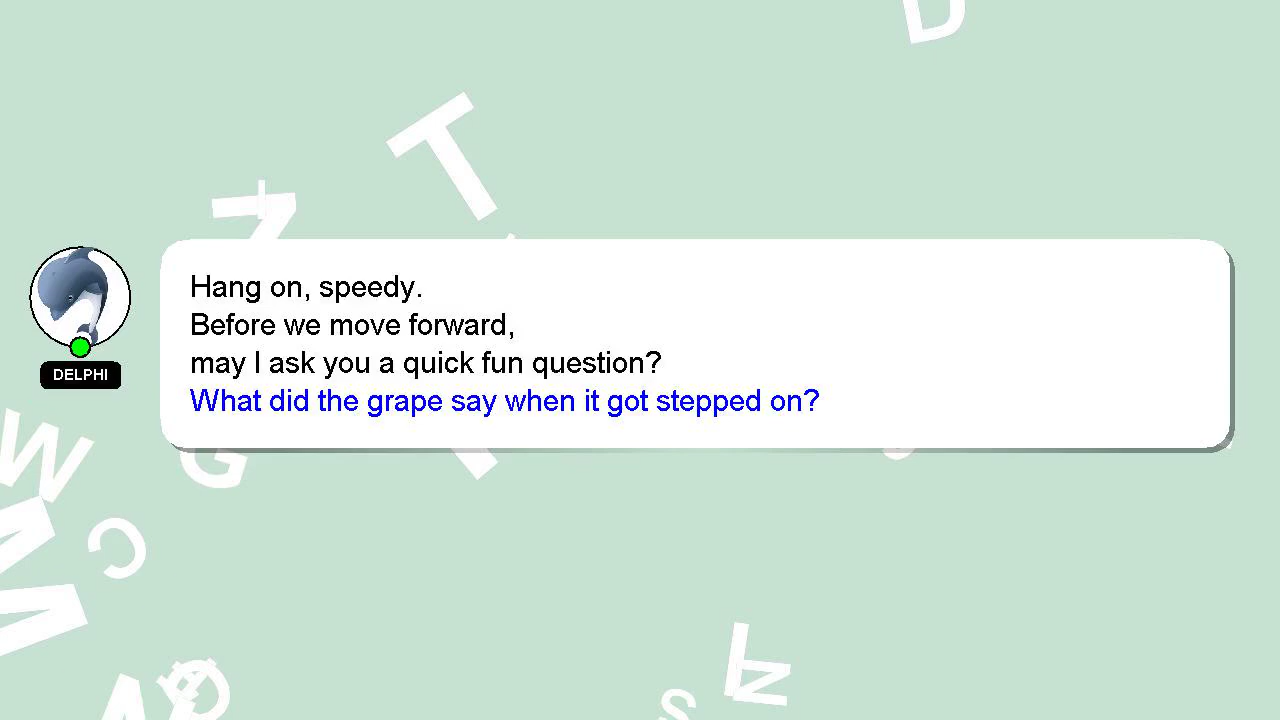 Hang on, speedy.
Before we move forward,
may I ask you a quick fun question?
What did the grape say when it got stepped on?
DELPHI
D
T
W
G
C
S